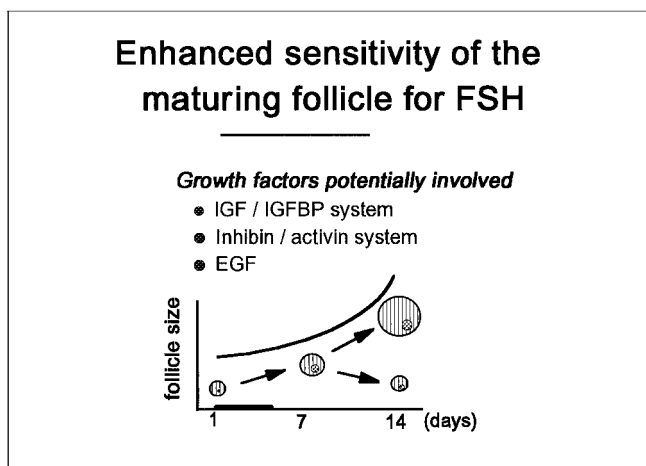 Enhanced sensitivity of the
maturing follicle for FSH
Growth factors potentially involved
IGF / IGFBP system
Inhibin / activin system
EGF
follicle size
1 7 14 (days)